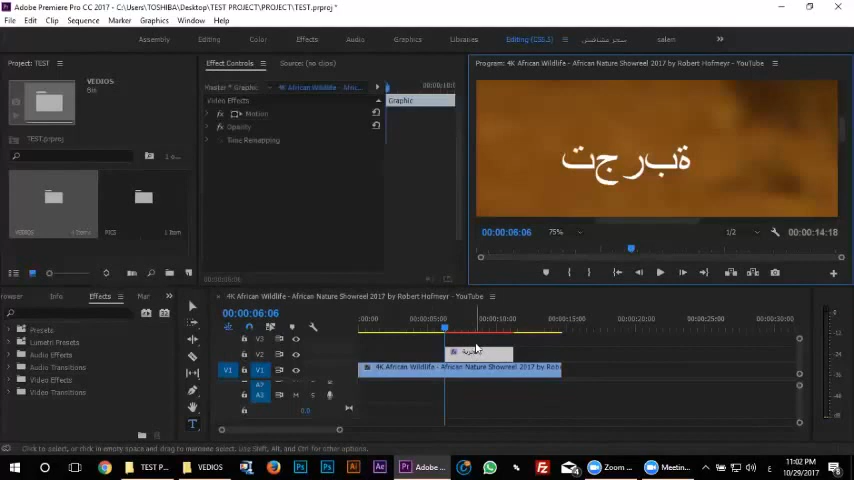 Adobe Premiere Pro CC 2017 - C:\Users\TOSHIBA\Desktop\TEST PROJECT\PROJECT\TEST.prproj *
File Edit Clip Sequence Marker Graphics Window Help
Assembly Editing Color Effects Audio Graphics Libraries Editing (CS5.5) salem
Project: TEST
Effect Controls
Source: (no clips)
Program: 4K African Wildlife - African Nature Showreel 2017 by Robert Hofmeyr - YouTube
VEDIOS
Bin
TEST.prproj
VEDIOS
PICS 1 Item
Master * Graphic
4K African Wildlife - Afric...
00:00:10:0
Video Effects
Graphic
fx Motion
fx Opacity
Time Remapping
00:00:06:06
ةبرجت
00:00:06:06 75% 1/2 00:00:14:18
Info Effects Mar
4K African Wildlife - African Nature Showreel 2017 by Robert Hofmeyr - YouTube
00:00:06:06
:00:00 00:00:05:00 00:00:10:00 00:00:15:00 00:00:20:00 00:00:25:00 00:00:30:00
Presets
Lumetri Presets
Audio Effects
Audio Transitions
Video Effects
Video Transitions
V3
V2
تجربة
V1 V1
4K African Wildlife - African Nature Showreel 2017 by Rob
A3 M S
0.0
Click to select, or click in empty space and drag to marquee select. Use Shift, Alt, and Ctrl for other options.
TEST P...
VEDIOS
Adobe ...
Zoom ...
Meetin...
11:02 PM
10/29/2017